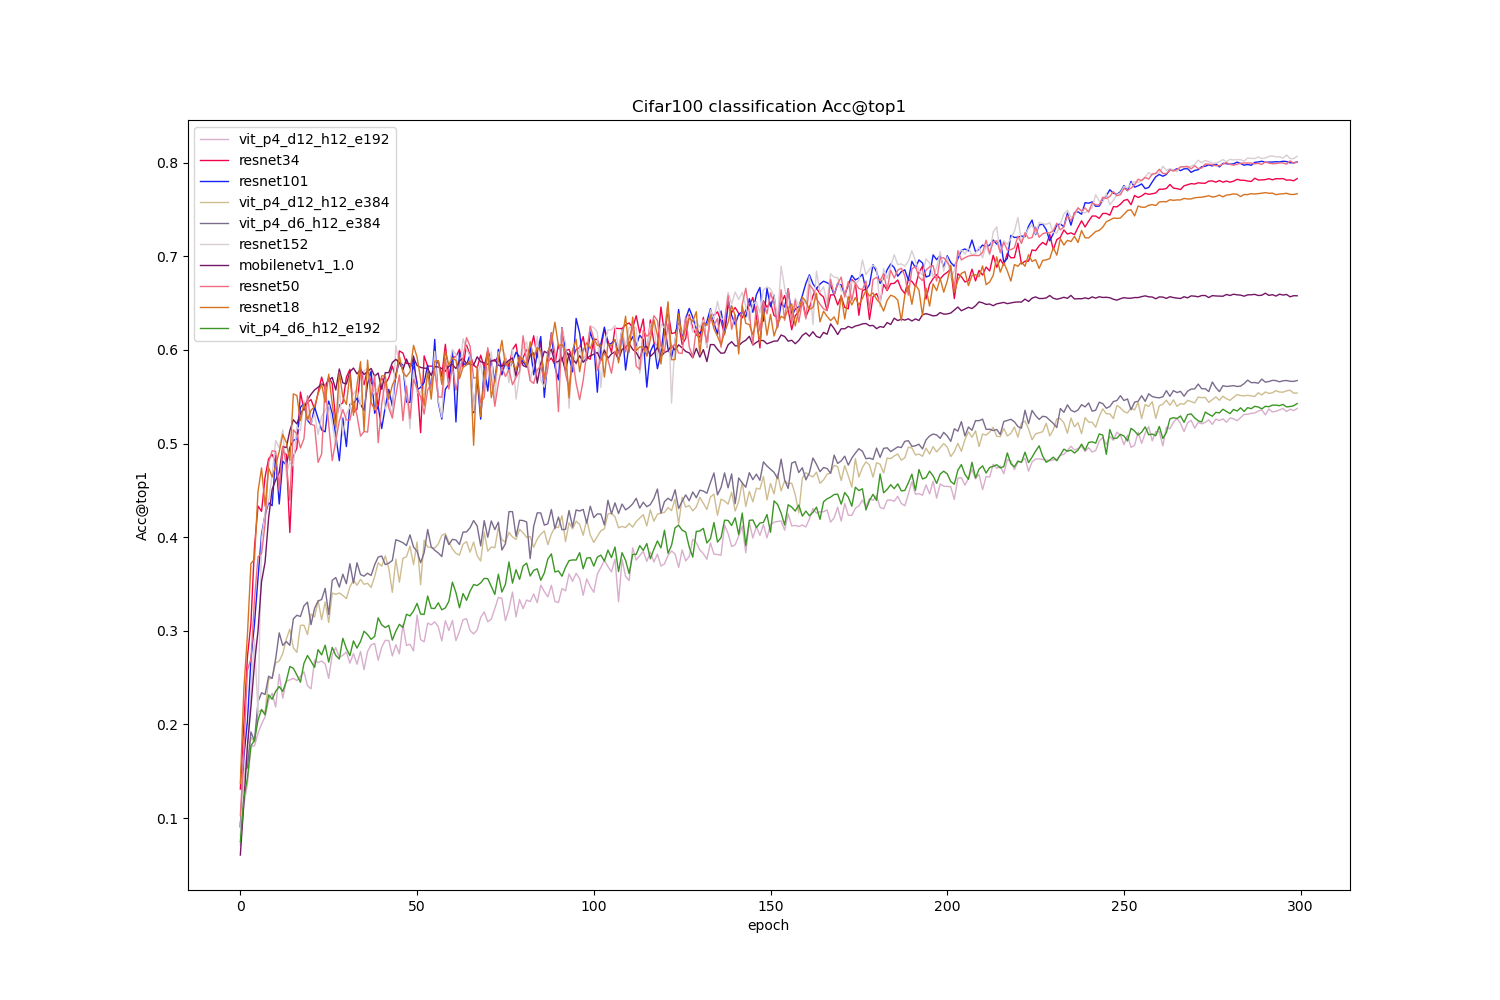 Cifar100 classification Acc@top1
vit_p4_d12_h12_e192
resnet34
resnet101
vit_p4_d12_h12_e384
vit_p4_d6_h12_e384
resnet152
mobilenetv1_1.0
resnet50
resnet18
vit_p4_d6_h12_e192
0.8
0.7
0.6
0.5
0.4
0.3
0.2
0.1
Acc@top1
0 50 100 150 200 250 300
epoch